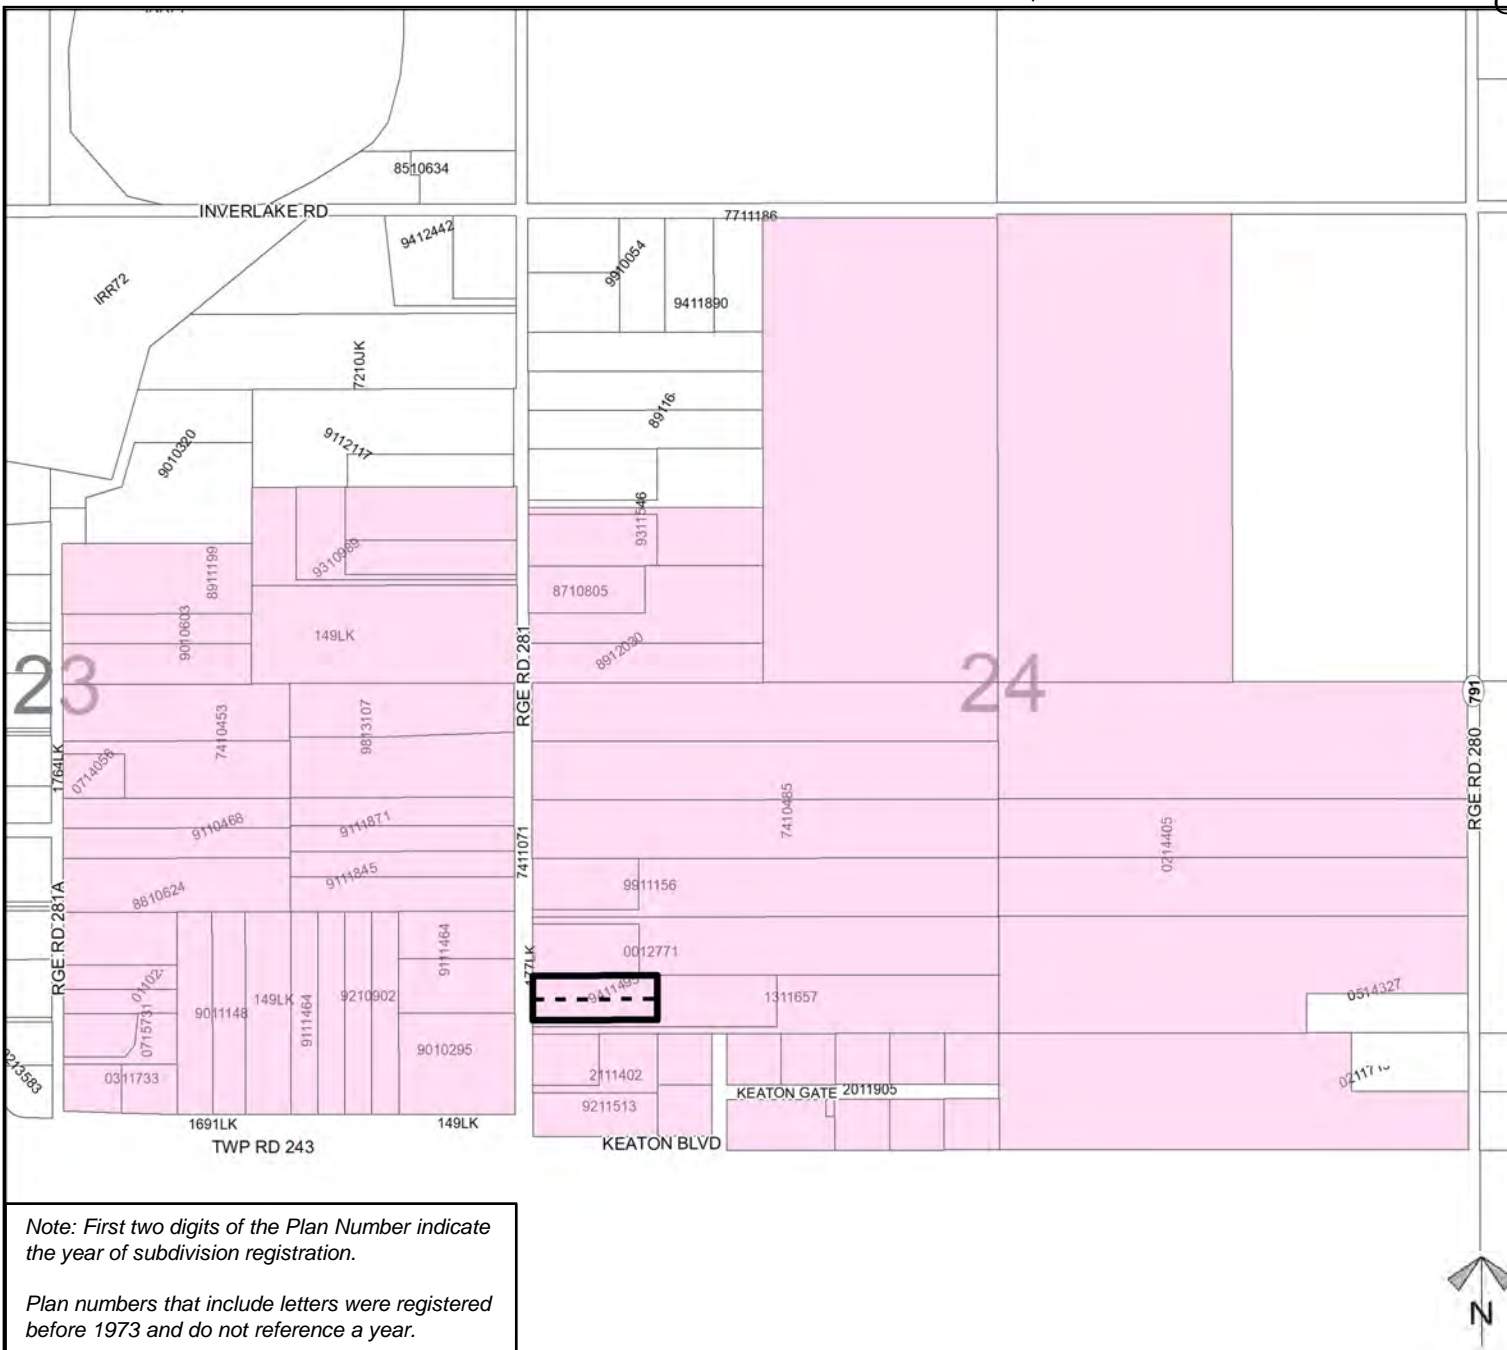 8510634
INVERLAKE RD
7711186
9412442
9910054
IRR72
9411890
7210JK
89116
9112117
9010320
9311546
9310989
8911199
8710805
9010603
149LK
RGE RD 281
8912030
23
24
791
7410453
9813107
0714056
1764LK
RGE RD 280
7410485
9110468
9111871
0214405
7411071
9111845
9911156
8810624
RGE RD 281A
9111464
0012771
177LK
01102
149LK
9210902
9411495
1311657
0514327
9011148
9111464
0715731
9010295
0311733
2111402
KEATON GATE 2011905
9211513
1691LK
149LK
TWP RD 243
KEATON BLVD
Note: First two digits of the Plan Number indicate
the year of subdivision registration.
Plan numbers that include letters were registered
before 1973 and do not reference a year.
N